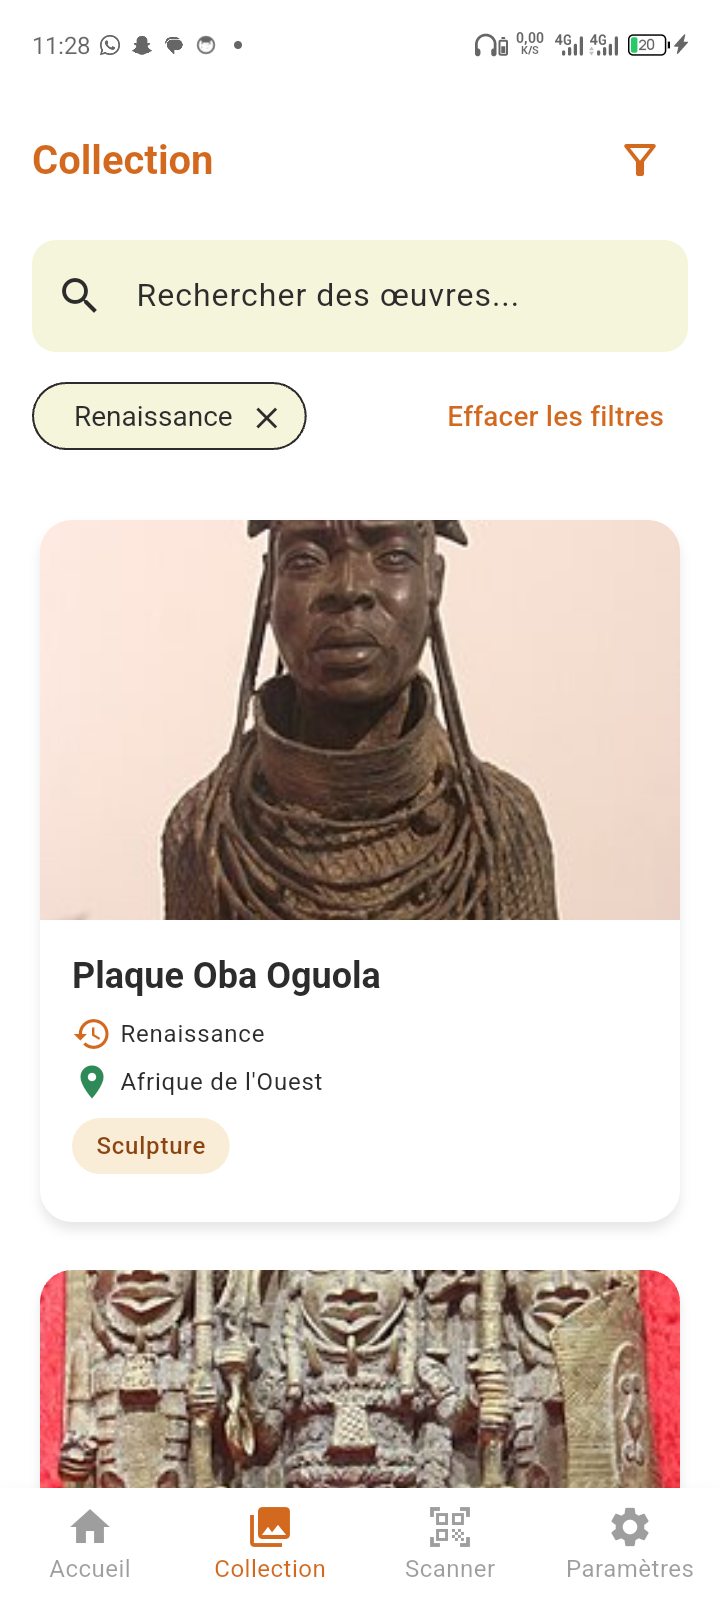 11:28
0,00
K/S
4G
4G
20
Collection
Rechercher des œuvres...
Renaissance
Effacer les filtres
Plaque Oba Oguola
Renaissance
Afrique de l'Ouest
Sculpture
Accueil
Collection
Scanner
Paramètres